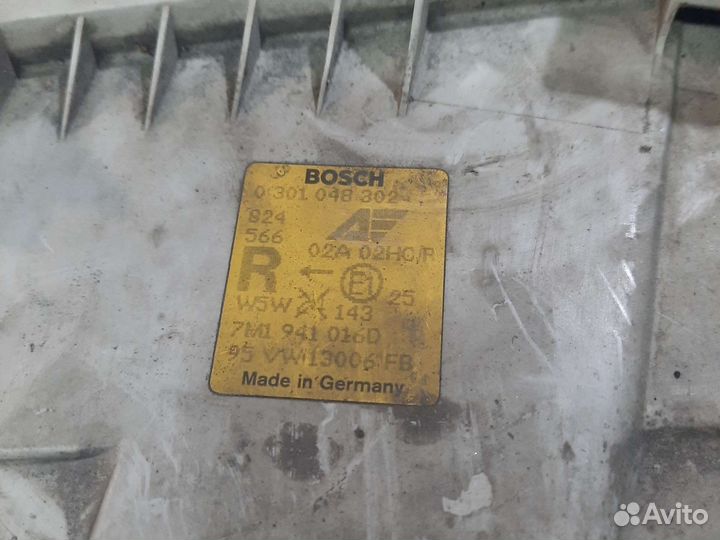 BOSCH
0 301 048 302
824
566
02A 02HC/R
R
E1
25
W5W
143
7M1 941 016D
95 VW13006 FB
Made in Germany
Avito